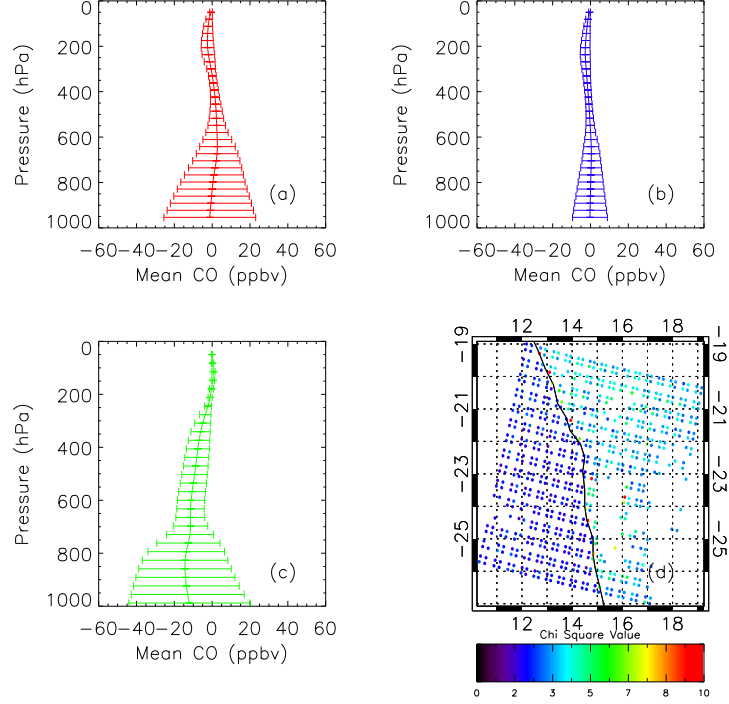 0
200
400
600
800
1000
Pressure (hPa)
(a)
−60−40−20 0 20 40 60
Mean CO (ppbv)
0
200
400
600
800
1000
Pressure (hPa)
(b)
−60−40−20 0 20 40 60
Mean CO (ppbv)
0
200
400
600
800
1000
Pressure (hPa)
(c)
−60−40−20 0 20 40 60
Mean CO (ppbv)
12 14 16 18
−19 −19
−21 −21
−23 −23
−25 −25
(d)
12 14 16 18
Chi Square Value
0 2 3 5 7 8 10